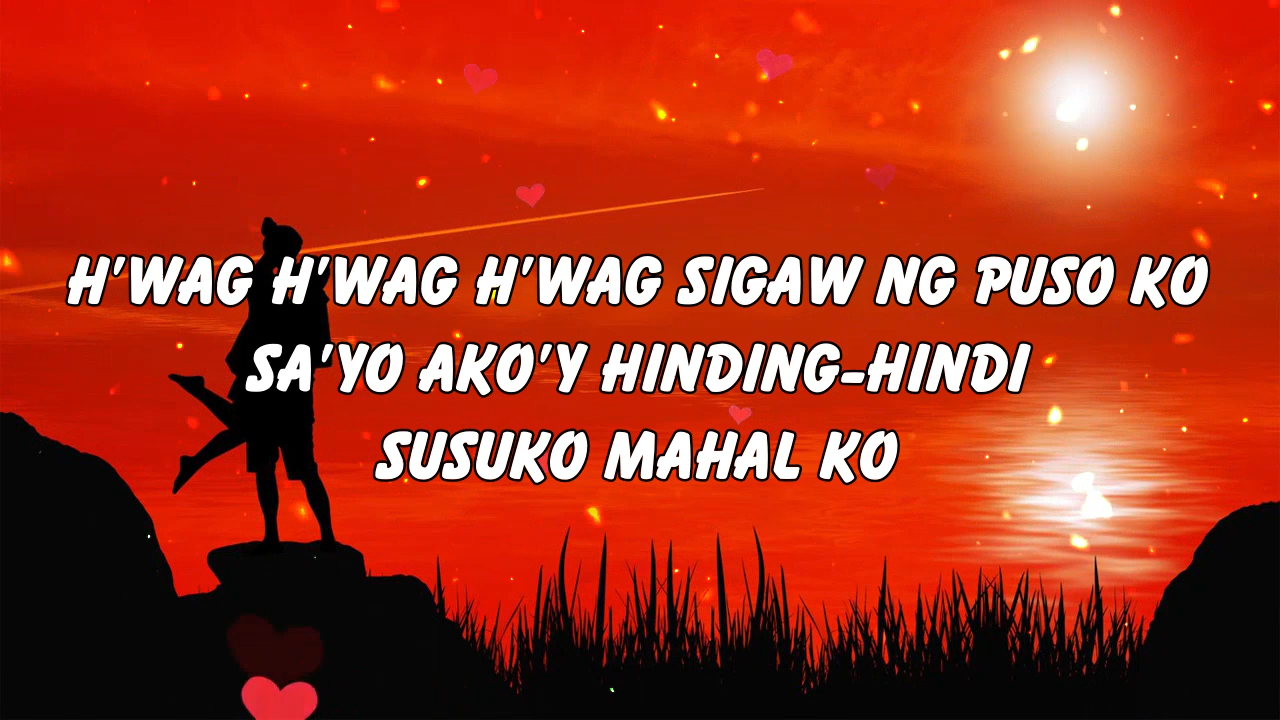 H'WAG H'WAG H'WAG SIGAW NG PUSO KO
SA'YO AKO'Y HINDING-HINDI
SUSUKO MAHAL KO